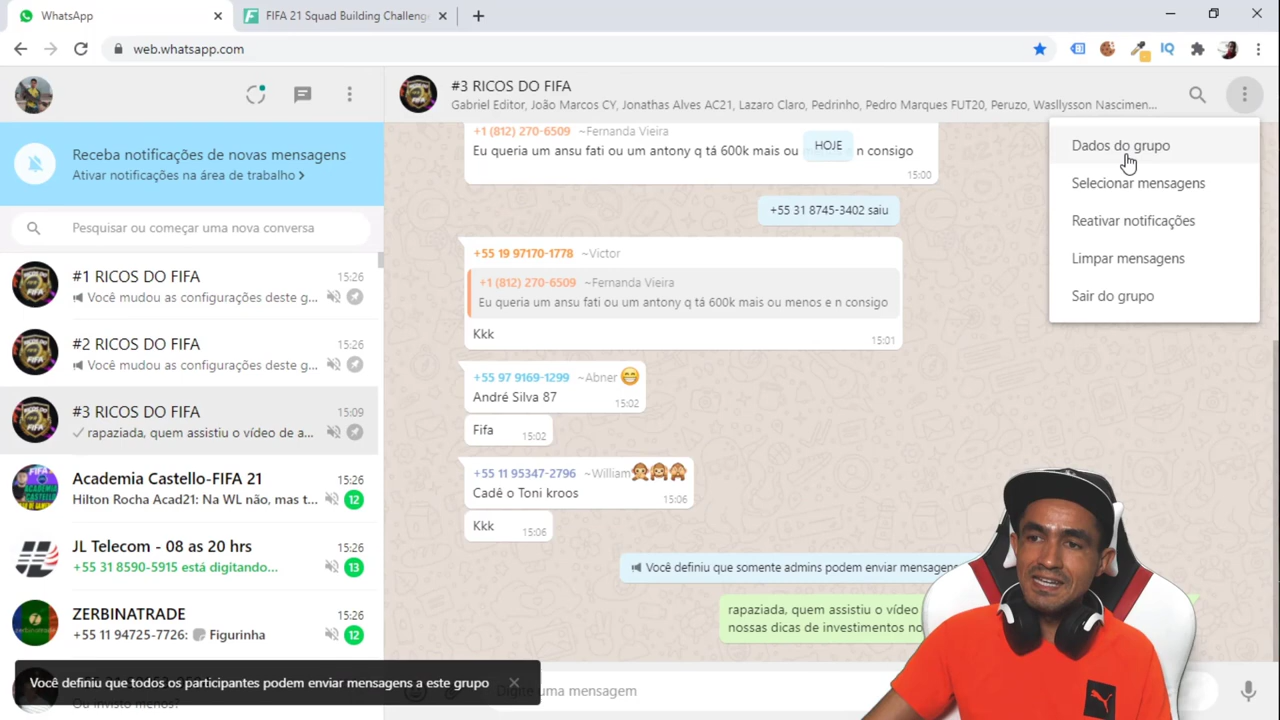 WhatsApp
FIFA 21 Squad Building Challeng
web.whatsapp.com
Receba notificações de novas mensagens
Ativar notificações na área de trabalho
Pesquisar ou começar uma nova conversa
#1 RICOS DO FIFA
15:26
Você mudou as configurações deste g...
#2 RICOS DO FIFA
15:26
Você mudou as configurações deste g...
#3 RICOS DO FIFA
15:09
rapaziada, quem assistiu o vídeo de a...
Academia Castello-FIFA 21
15:26
Hilton Rocha Acad21: Na WL não, mas t...
12
JL Telecom - 08 as 20 hrs
15:26
+55 31 8590-5915 está digitando...
13
ZERBINATRADE
15:26
+55 11 94725-7726: Figurinha
12
Você definiu que todos os participantes podem enviar mensagens a este grupo
#3 RICOS DO FIFA
Gabriel Editor, João Marcos CY, Jonathas Alves AC21, Lazaro Claro, Pedrinho, Pedro Marques FUT20, Peruzo, Wasllysson Nascimen...
+1 (812) 270-6509 ~Fernanda Vieira
Eu queria um ansu fati ou um antony q tá 600k mais ou n consigo
HOJE
15:00
+55 31 8745-3402 saiu
+55 19 97170-1778 ~Victor
+1 (812) 270-6509 ~Fernanda Vieira
Eu queria um ansu fati ou um antony q tá 600k mais ou menos e n consigo
Kkk
15:01
+55 97 9169-1299 ~Abner
André Silva 87
15:02
Fifa
15:02
+55 11 95347-2796 ~William
Cadê o Toni kroos
15:06
Kkk
15:06
Você definiu que somente admins podem enviar mensagens
rapaziada, quem assistiu o vídeo
nossas dicas de investimentos no
Digite uma mensagem
Dados do grupo
Selecionar mensagens
Reativar notificações
Limpar mensagens
Sair do grupo